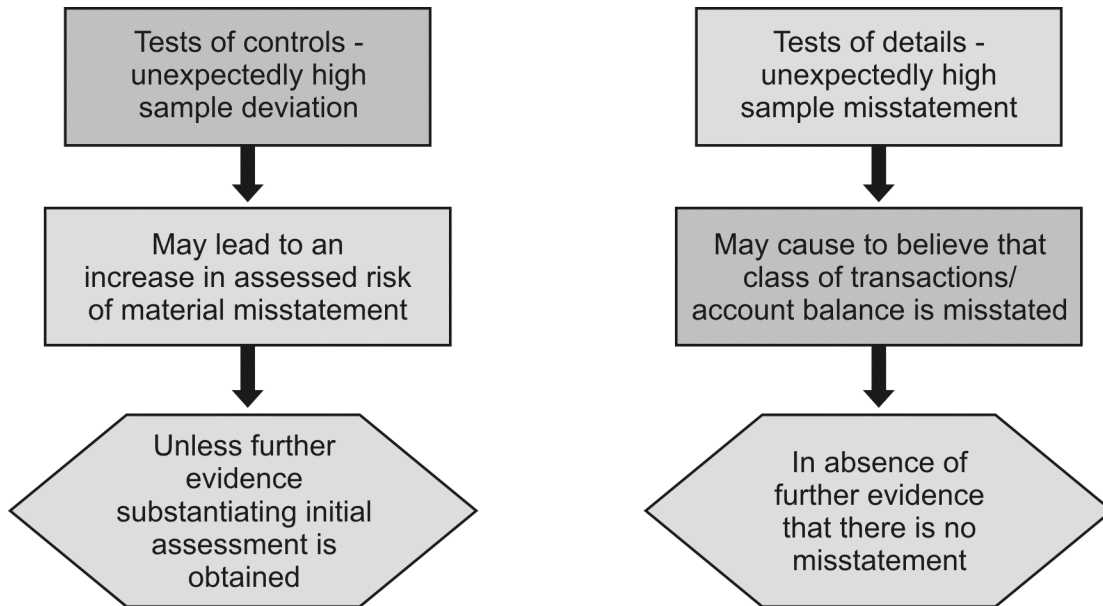 Tests of controls -
unexpectedly high
sample deviation
May lead to an
increase in assessed risk
of material misstatement
Unless further
evidence
substantiating initial
assessment is
obtained
Tests of details -
unexpectedly high
sample misstatement
May cause to believe that
class of transactions/
account balance is misstated
In absence of
further evidence
that there is no
misstatement